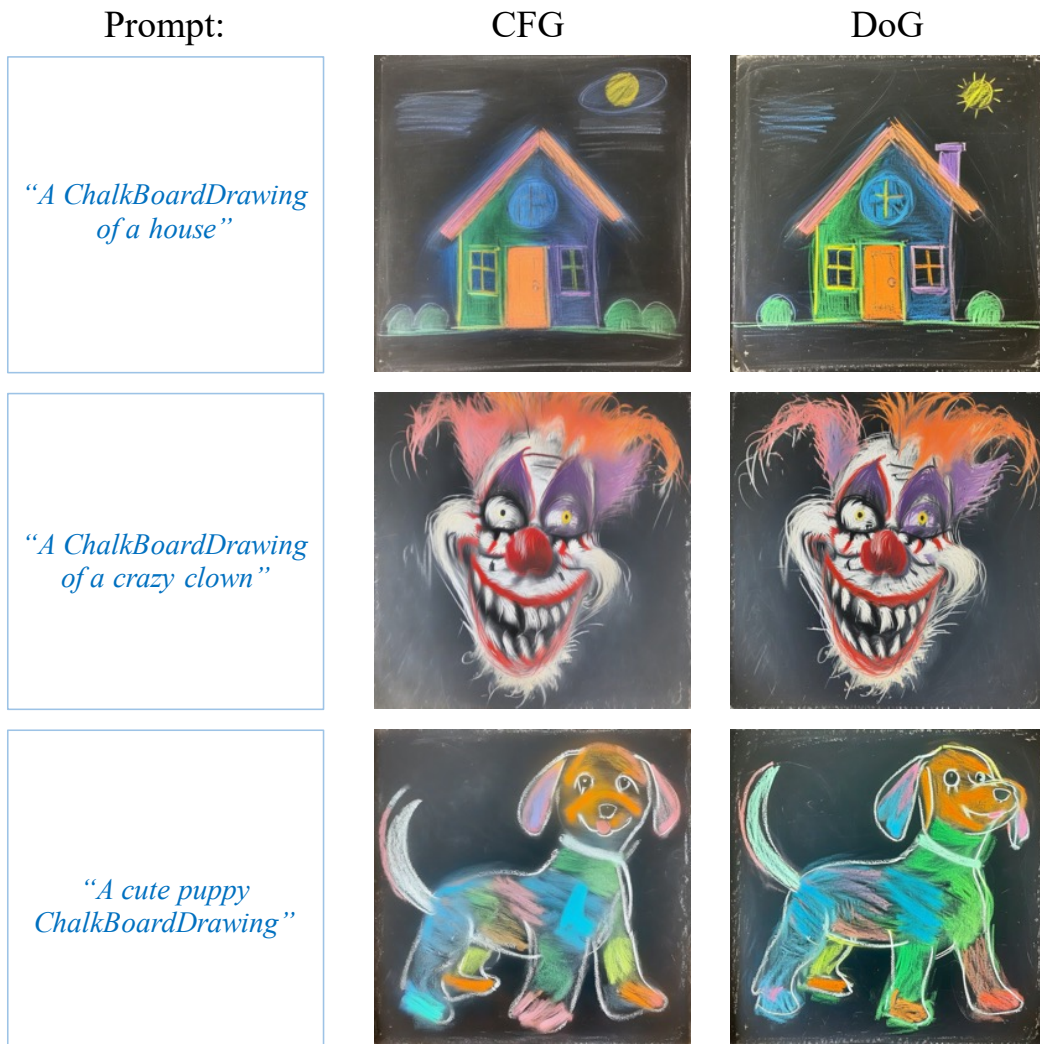 Prompt:
CFG
DoG
“A ChalkBoardDrawing
of a house”
“A ChalkBoardDrawing
of a crazy clown”
“A cute puppy
ChalkBoardDrawing”